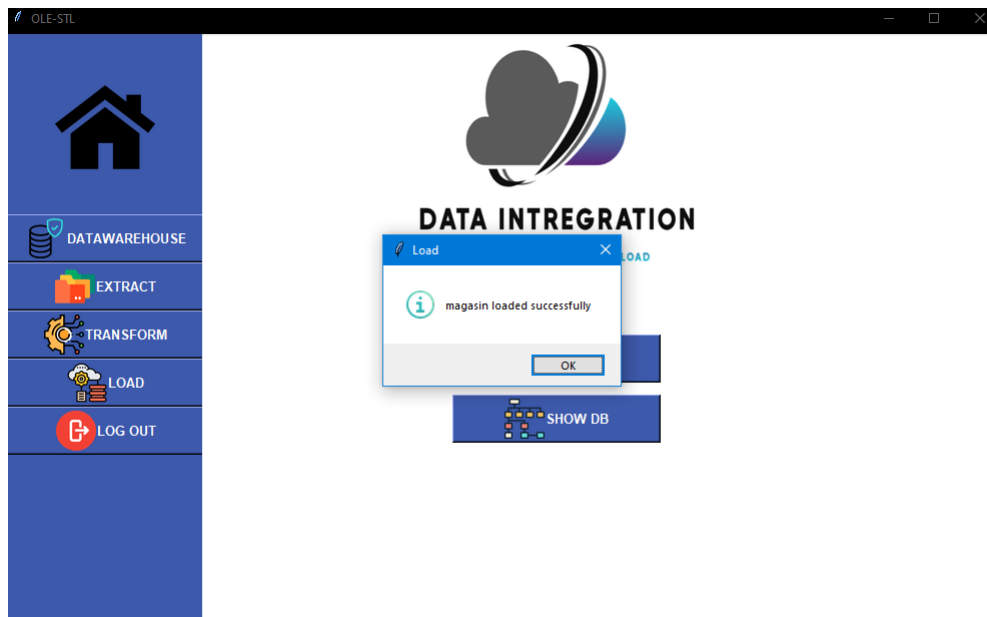 OLE-STL
DATAWAREHOUSE
EXTRACT
TRANSFORM
LOAD
LOG OUT
DATA INTREGRATION
LOAD
Load
magasin loaded successfully
OK
SHOW DB